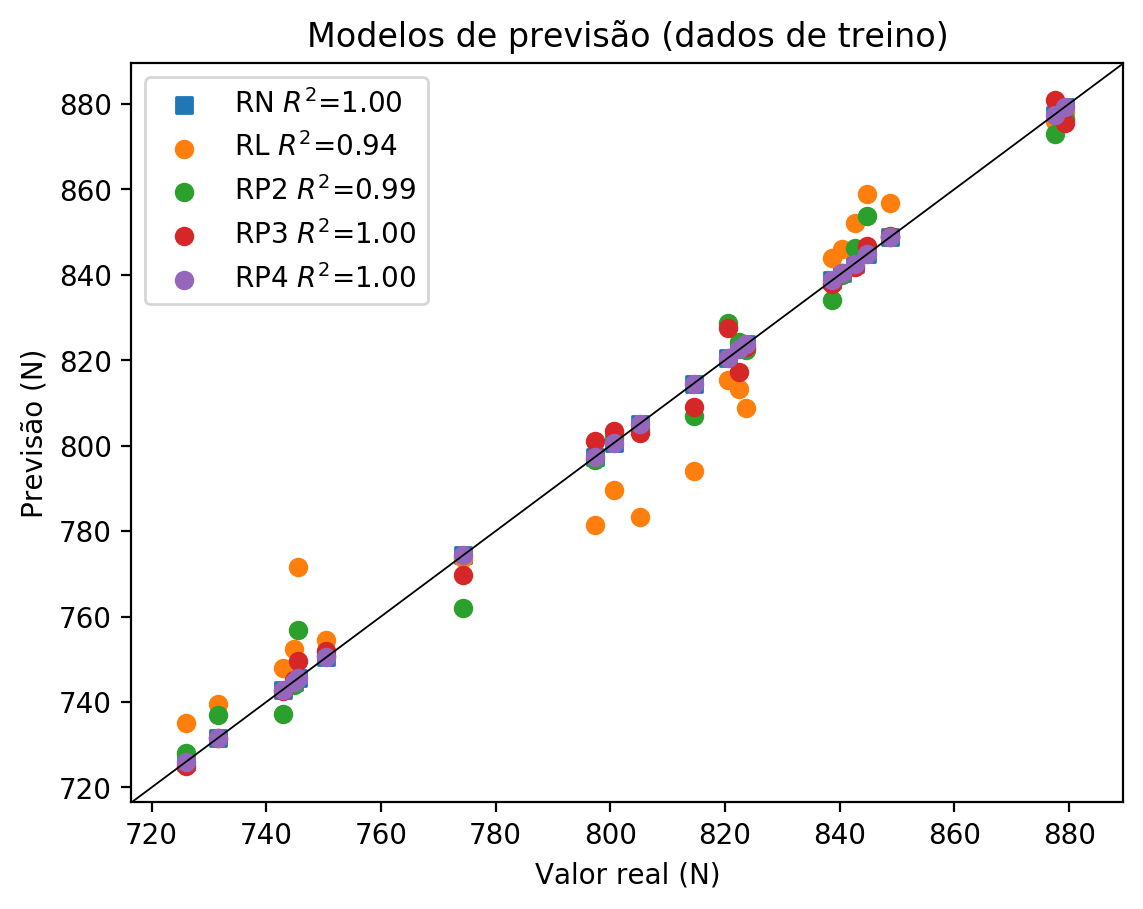 Modelos de previsão (dados de treino)
RN R²=1.00
RL R²=0.94
RP2 R²=0.99
RP3 R²=1.00
RP4 R²=1.00
Previsão (N)
880
860
840
820
800
780
760
740
720
720 740 760 780 800 820 840 860 880
Valor real (N)